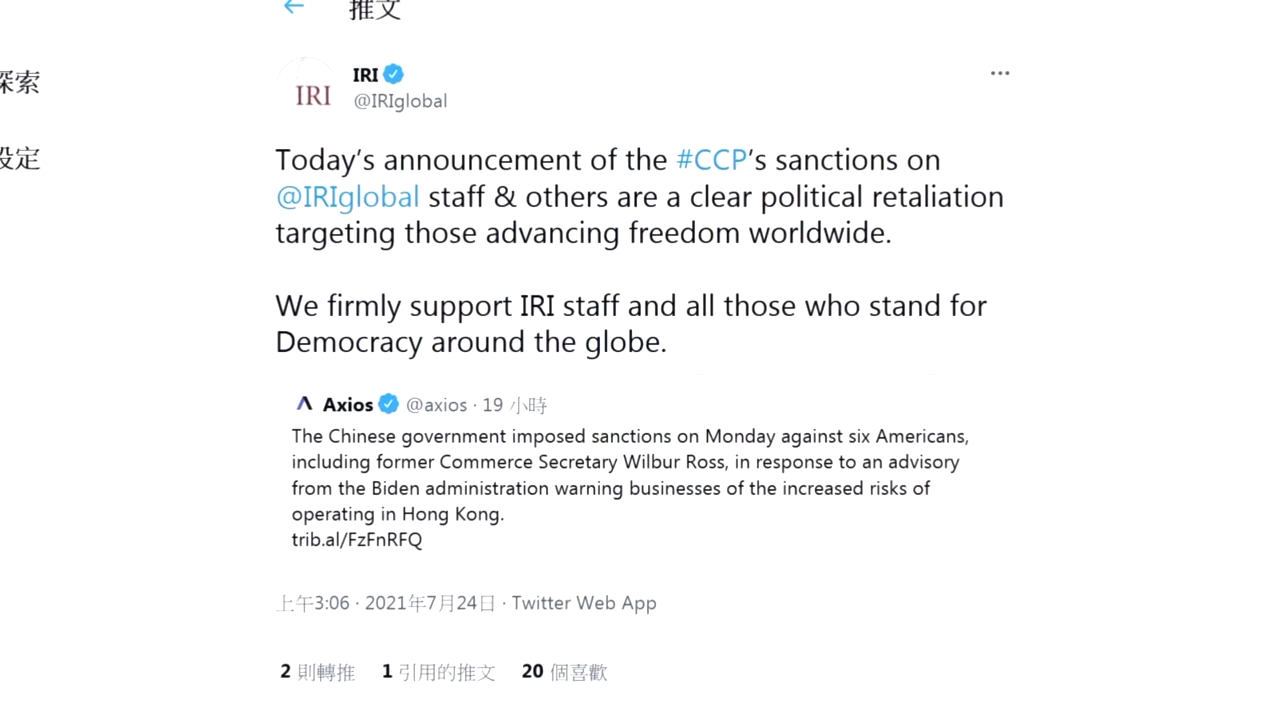 ← 推文
探索
設定
IRI
IRI
@IRIglobal
...
Today's announcement of the #CCP's sanctions on
@IRIglobal staff & others are a clear political retaliation
targeting those advancing freedom worldwide.
We firmly support IRI staff and all those who stand for
Democracy around the globe.
Axios @axios · 19 小時
The Chinese government imposed sanctions on Monday against six Americans,
including former Commerce Secretary Wilbur Ross, in response to an advisory
from the Biden administration warning businesses of the increased risks of
operating in Hong Kong.
trib.al/FzFnRFQ
上午3:06 · 2021年7月24日 · Twitter Web App
2 則轉推 1 引用的推文 20 個喜歡